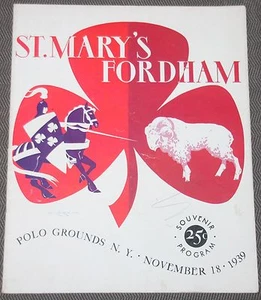 ST. MARY'S
FORDHAM
SOUVENIR
25¢
PROGRAM
POLO GROUNDS N. Y. · NOVEMBER 18 · 1939